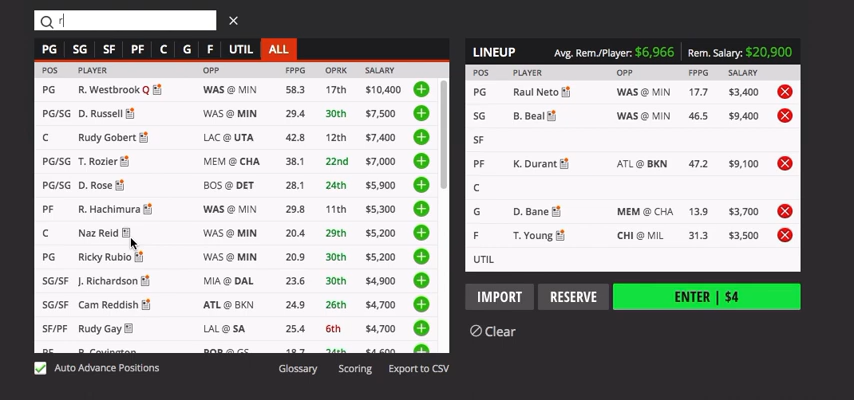 r
PG SG SF PF C G F UTIL ALL
POS PLAYER OPP FPPG OPRK SALARY
PG R. Westbrook Q WAS @ MIN 58.3 17th $10,400
PG/SG D. Russell WAS @ MIN 29.4 30th $7,500
C Rudy Gobert LAC @ UTA 42.8 12th $7,400
PG/SG T. Rozier MEM @ CHA 38.1 22nd $7,000
PG/SG D. Rose BOS @ DET 28.1 24th $5,900
PF R. Hachimura WAS @ MIN 29.8 11th $5,300
C Naz Reid WAS @ MIN 20.4 29th $5,200
PG Ricky Rubio WAS @ MIN 20.9 30th $5,200
SG/SF J. Richardson MIA @ DAL 23.6 30th $4,900
SG/SF Cam Reddish ATL @ BKN 24.9 26th $4,700
SF/PF Rudy Gay LAL @ SA 25.4 6th $4,700
PF R. Covington POR @ GS 18.7 24th $4,600
Auto Advance Positions
Glossary Scoring Export to CSV
LINEUP Avg. Rem./Player: $6,966 Rem. Salary: $20,900
POS PLAYER OPP FPPG SALARY
PG Raul Neto WAS @ MIN 17.7 $3,400
SG B. Beal WAS @ MIN 46.5 $9,400
SF
PF K. Durant ATL @ BKN 47.2 $9,100
C
G D. Bane MEM @ CHA 13.9 $3,700
F T. Young CHI @ MIL 31.3 $3,500
UTIL
IMPORT RESERVE ENTER | $4
Clear